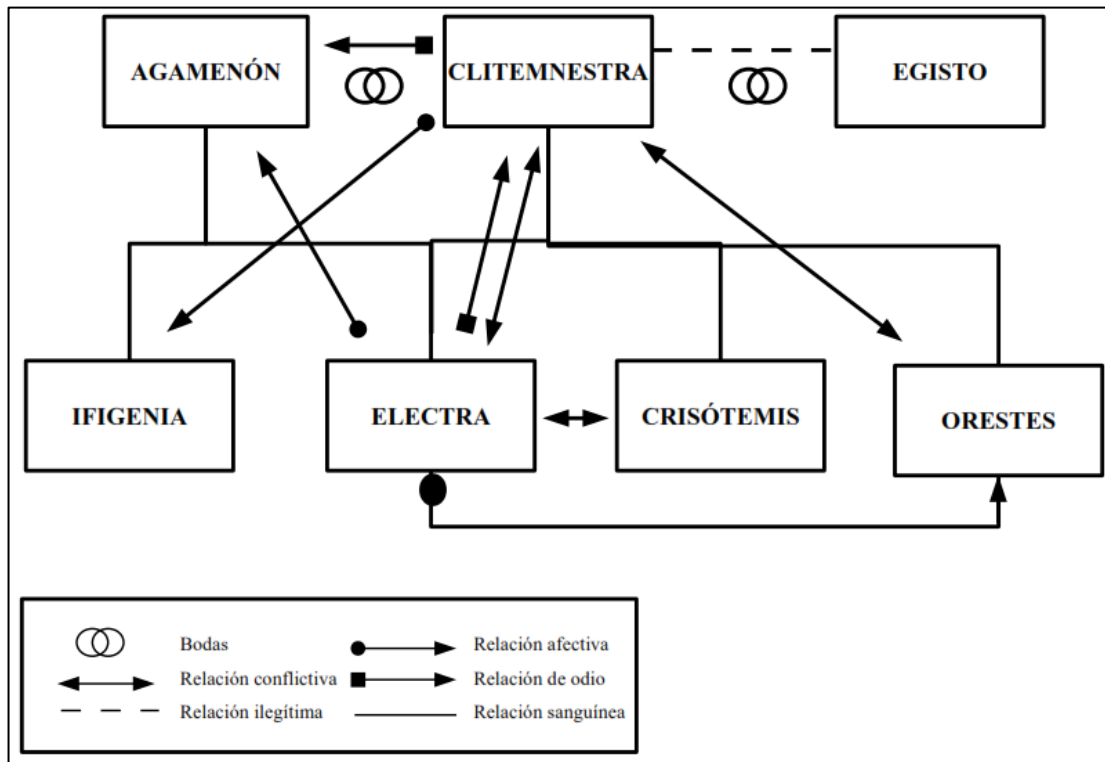 AGAMENÓN
CLITEMNESTRA
EGISTO
IFIGENIA
ELECTRA
CRISÓTEMIS
ORESTES
Bodas
Relación afectiva
Relación conflictiva
Relación de odio
Relación ilegítima
Relación sanguínea